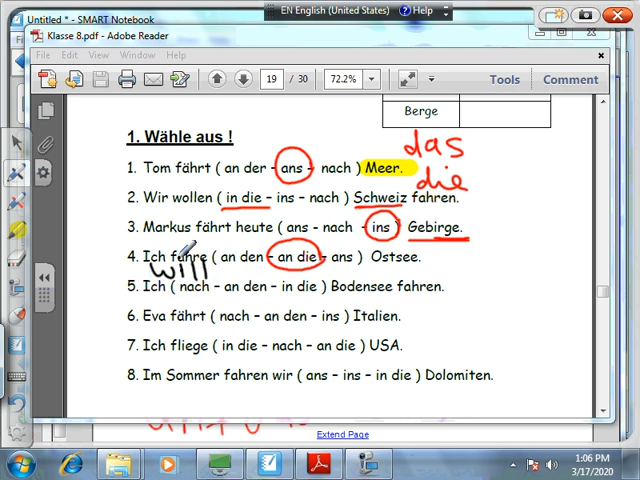 Untitled * - SMART Notebook
EN English (United States) Help
Klasse 8.pdf - Adobe Reader
File Edit View Window Help
19 / 30 72.2% Tools Comment
Berge
1. Wähle aus !
das
1. Tom fährt ( an der - ans - nach ) Meer.
die
2. Wir wollen ( in die - ins - nach ) Schweiz fahren.
3. Markus fährt heute ( ans - nach - ins ) Gebirge.
4. Ich fahre ( an den - an die - ans ) Ostsee.
will
5. Ich ( nach - an den - in die ) Bodensee fahren.
6. Eva fährt ( nach - an den - ins ) Italien.
7. Ich fliege ( in die - nach - an die ) USA.
8. Im Sommer fahren wir ( ans - ins - in die ) Dolomiten.
Extend Page
1:06 PM
3/17/2020